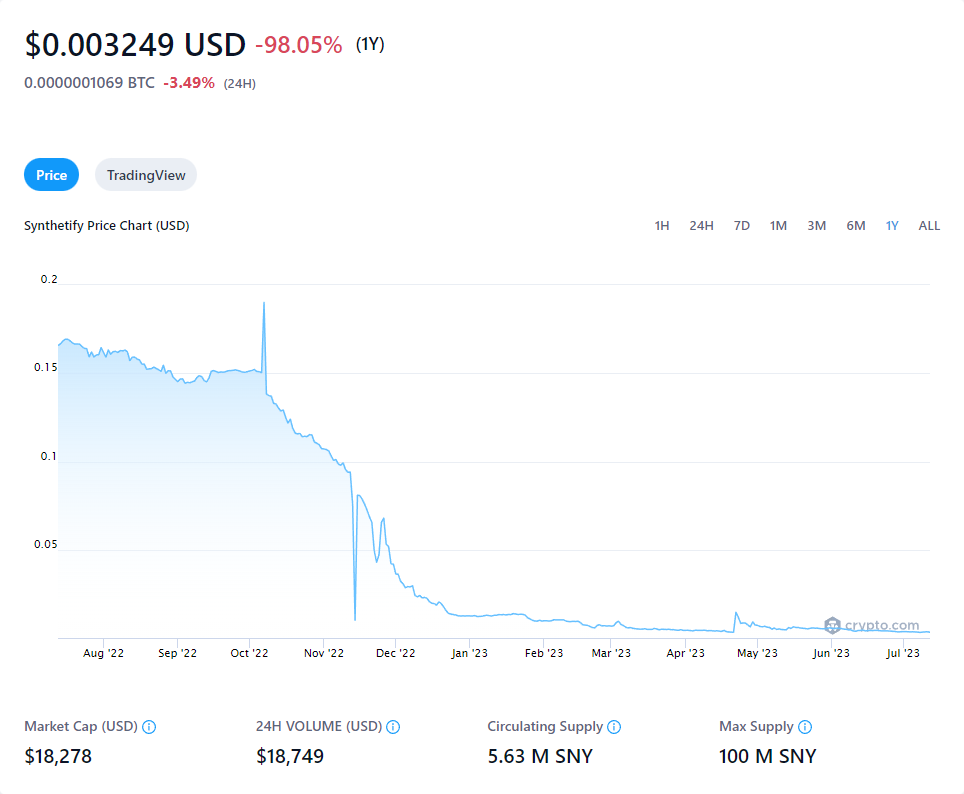 $0.003249 USD -98.05% (1Y)
0.0000001069 BTC -3.49% (24H)
Price TradingView
Synthetify Price Chart (USD) 1H 24H 7D 1M 3M 6M 1Y ALL
0.2
0.15
0.1
0.05
crypto.com
Aug '22 Sep '22 Oct '22 Nov '22 Dec '22 Jan '23 Feb '23 Mar '23 Apr '23 May '23 Jun '23 Jul '23
Market Cap (USD) 24H VOLUME (USD) Circulating Supply Max Supply
$18,278 $18,749 5.63 M SNY 100 M SNY